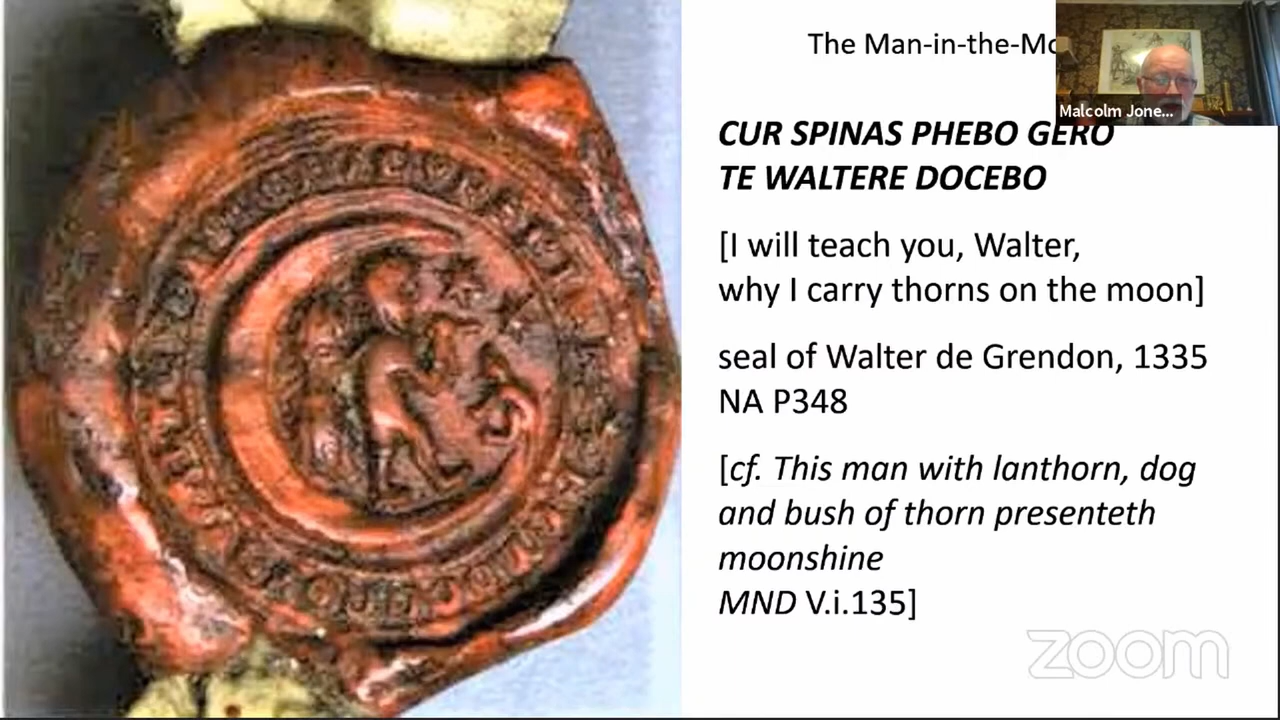 The Man-in-the-Mo
Malcolm Jone...
CUR SPINAS PHEBO GERO
TE WALTERE DOCEBO
[I will teach you, Walter,
why I carry thorns on the moon]
seal of Walter de Grendon, 1335
NA P348
[cf. This man with lanthorn, dog
and bush of thorn presenteth
moonshine
MND V.i.135]
zoom